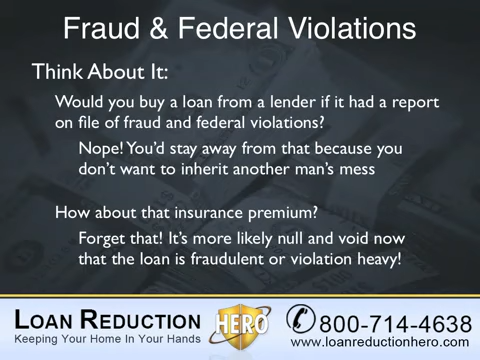 Fraud & Federal Violations
Think About It:
Would you buy a loan from a lender if it had a report
on file of fraud and federal violations?
Nope! You'd stay away from that because you
don't want to inherit another man's mess
How about that insurance premium?
Forget that! It's more likely null and void now
that the loan is fraudulent or violation heavy!
LOAN REDUCTION HERO
Keeping Your Home In Your Hands
800-714-4638
www.loanreductionhero.com